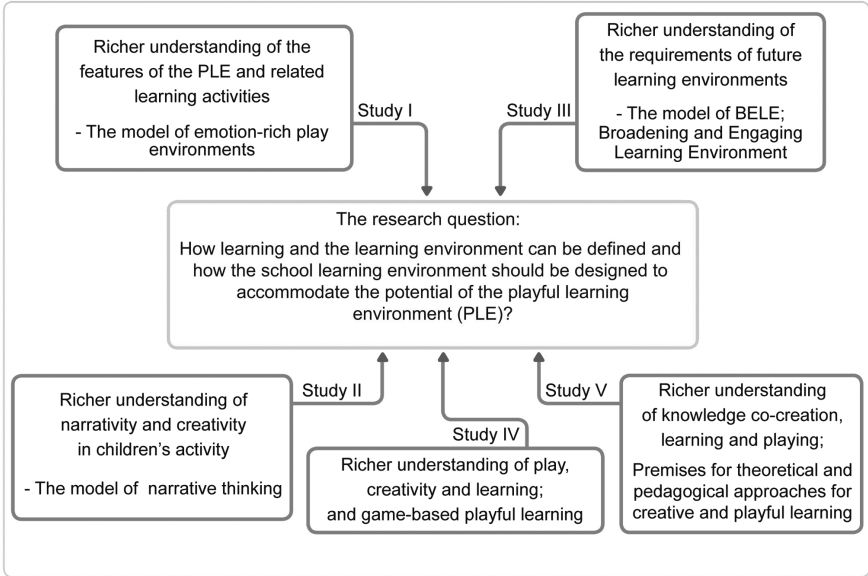 Richer understanding of the
features of the PLE and related
learning activities
- The model of emotion-rich play
environments
Study I
Study III
Richer understanding of
the requirements of future
learning environments
- The model of BELE;
Broadening and Engaging
Learning Environment
The research question:
How learning and the learning environment can be defined and
how the school learning environment should be designed to
accommodate the potential of the playful learning
environment (PLE)?
Richer understanding of
narrativity and creativity
in children's activity
- The model of narrative thinking
Study II
Study IV
Richer understanding of play,
creativity and learning;
and game-based playful learning
Study V
Richer understanding
of knowledge co-creation,
learning and playing;
Premises for theoretical and
pedagogical approaches for
creative and playful learning